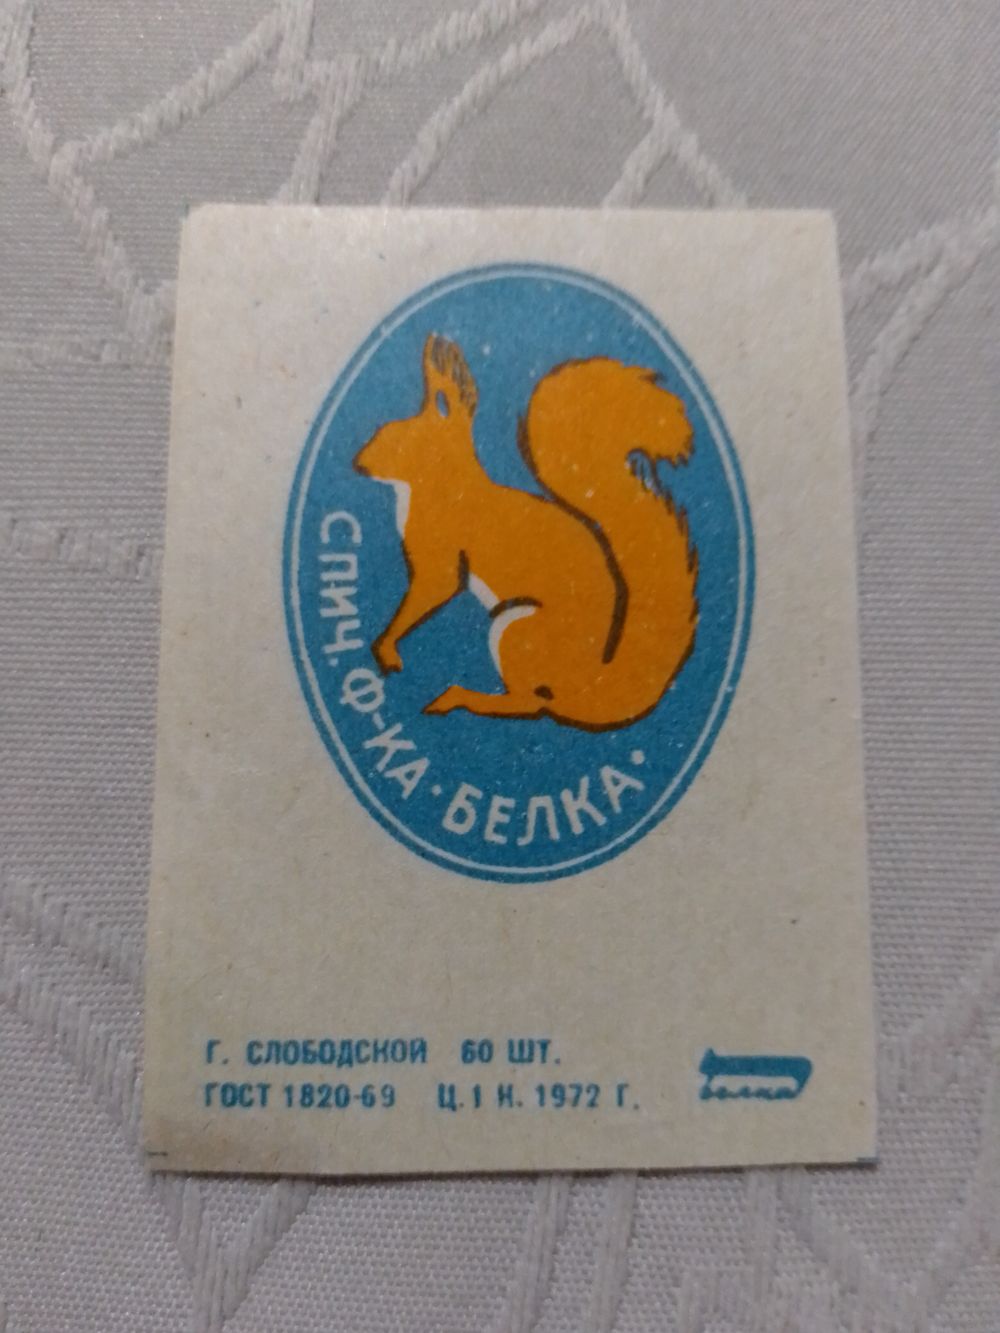 СПИЧ. Ф-КА · БЕЛКА ·
Г. СЛОБОДСКОЙ 60 ШТ.
ГОСТ 1820-69 Ц. 1 К. 1972 Г.
белка